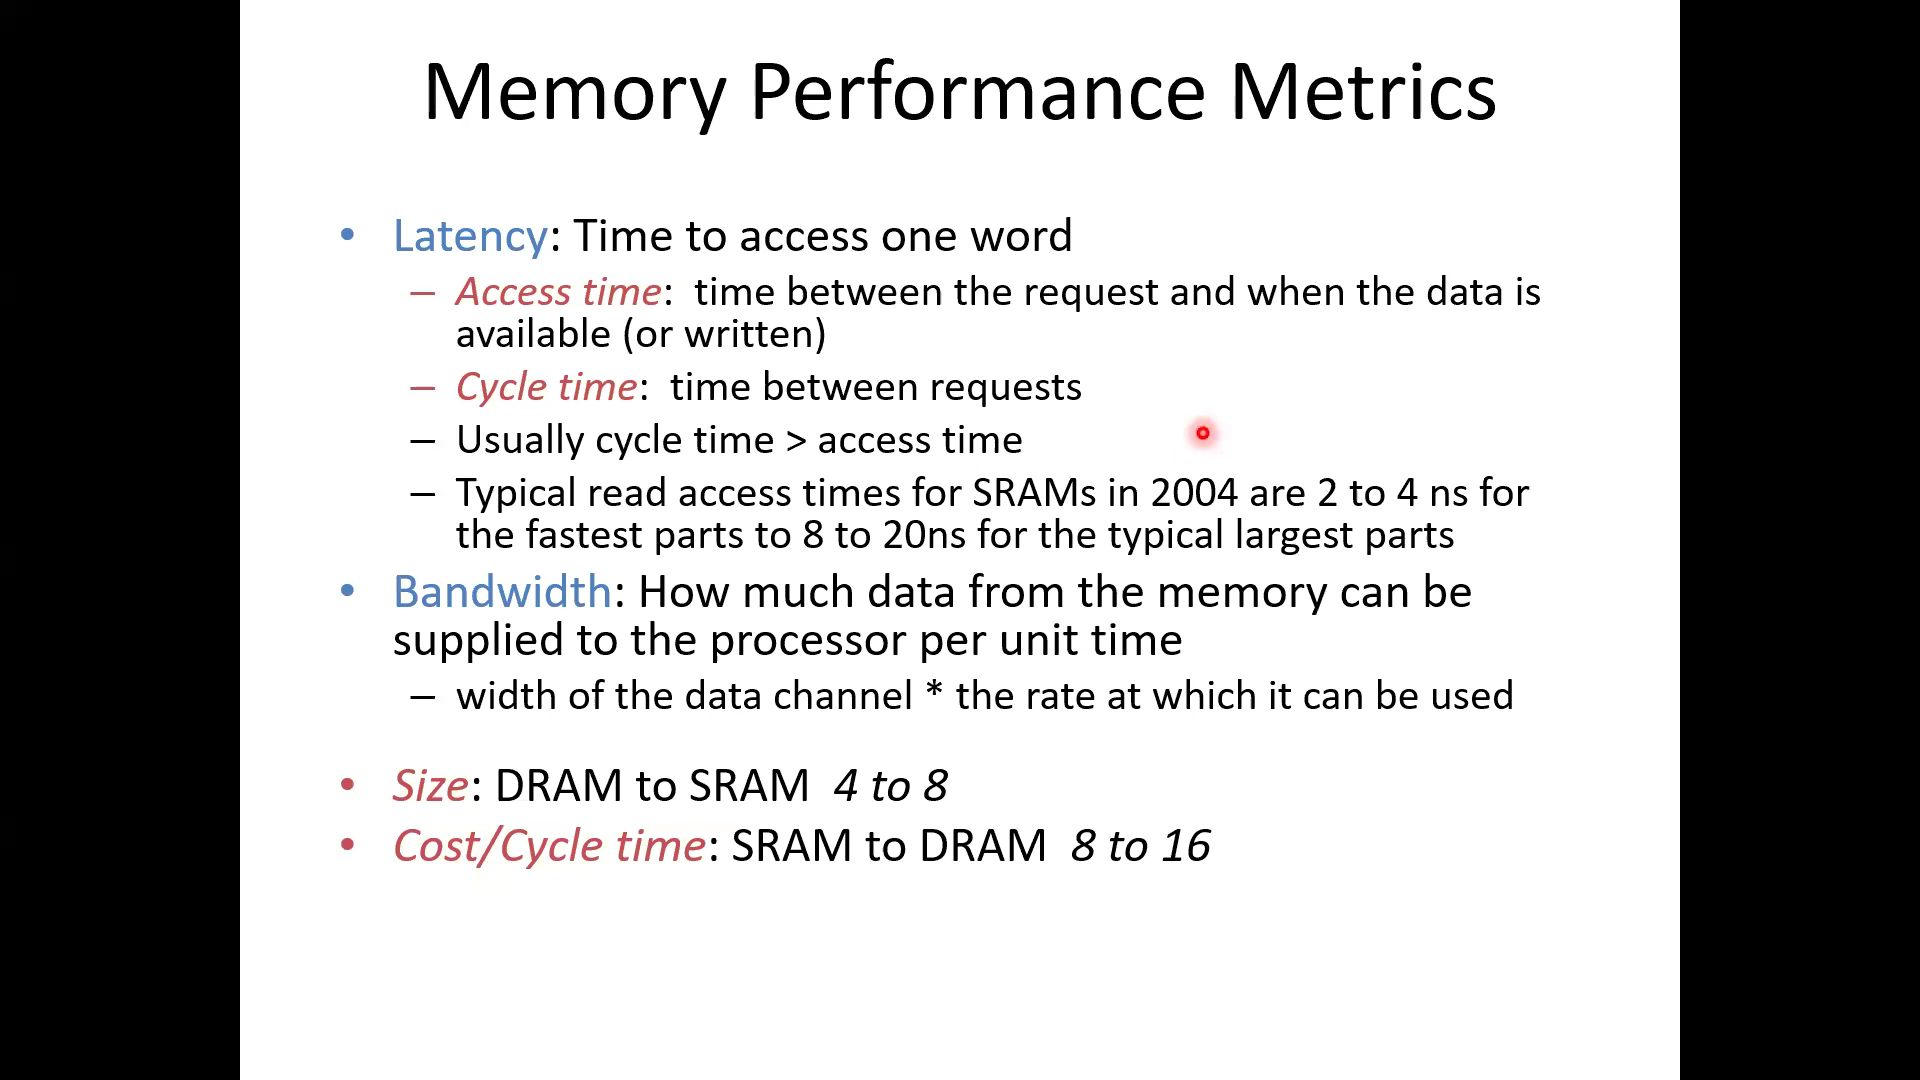 Memory Performance Metrics
• Latency: Time to access one word
– Access time: time between the request and when the data is
available (or written)
– Cycle time: time between requests
– Usually cycle time > access time
– Typical read access times for SRAMs in 2004 are 2 to 4 ns for
the fastest parts to 8 to 20ns for the typical largest parts
• Bandwidth: How much data from the memory can be
supplied to the processor per unit time
– width of the data channel * the rate at which it can be used
• Size: DRAM to SRAM 4 to 8
• Cost/Cycle time: SRAM to DRAM 8 to 16